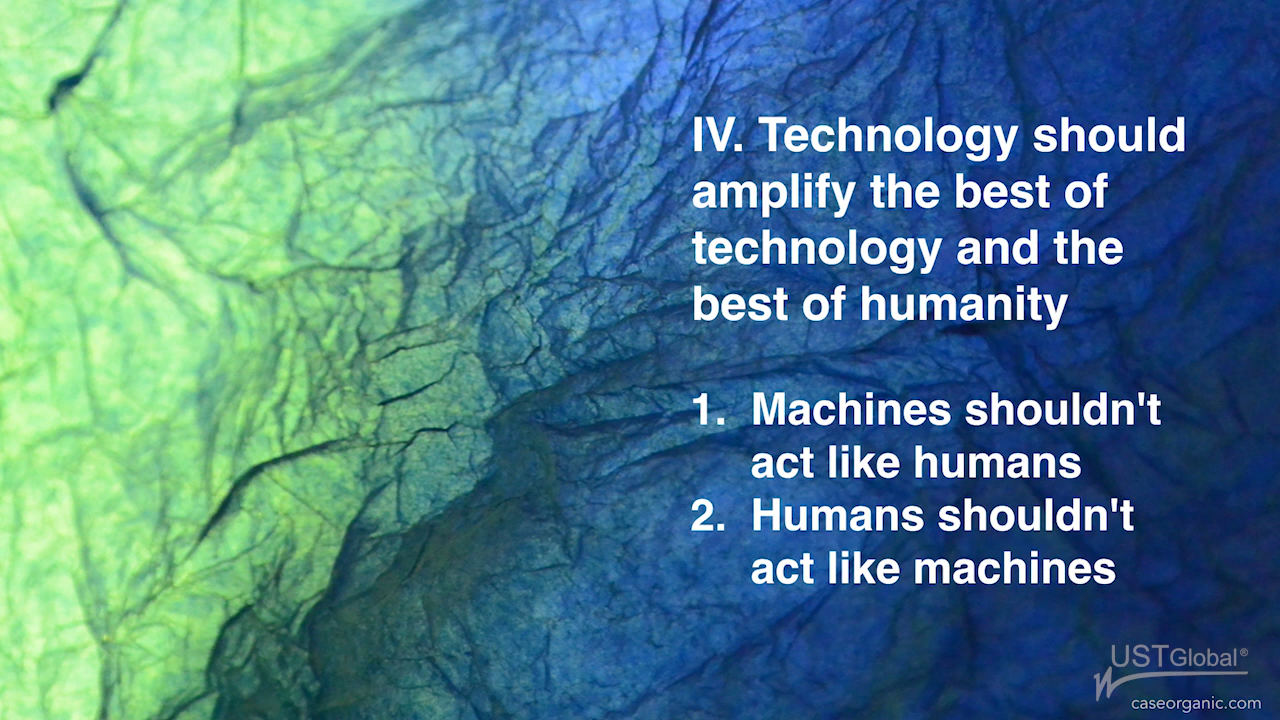 IV. Technology should
amplify the best of
technology and the
best of humanity
1. Machines shouldn't
act like humans
2. Humans shouldn't
act like machines
USTGlobal®
caseorganic.com